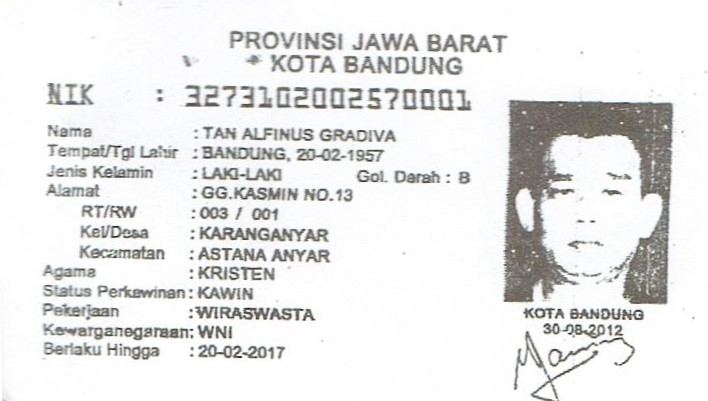 PROVINSI JAWA BARAT
KOTA BANDUNG
NIK : 3273102002570001
Nama : TAN ALFINUS GRADIVA
Tempat/Tgl Lahir : BANDUNG, 20-02-1957
Jenis Kelamin : LAKI-LAKI Gol. Darah : B
Alamat : GG.KASMIN NO.13
RT/RW : 003 / 001
Kel/Desa : KARANGANYAR
Kecamatan : ASTANA ANYAR
Agama : KRISTEN
Status Perkawinan : KAWIN
Pekerjaan : WIRASWASTA
Kewarganegaraan : WNI
Berlaku Hingga : 20-02-2017
KOTA BANDUNG
30-08-2012